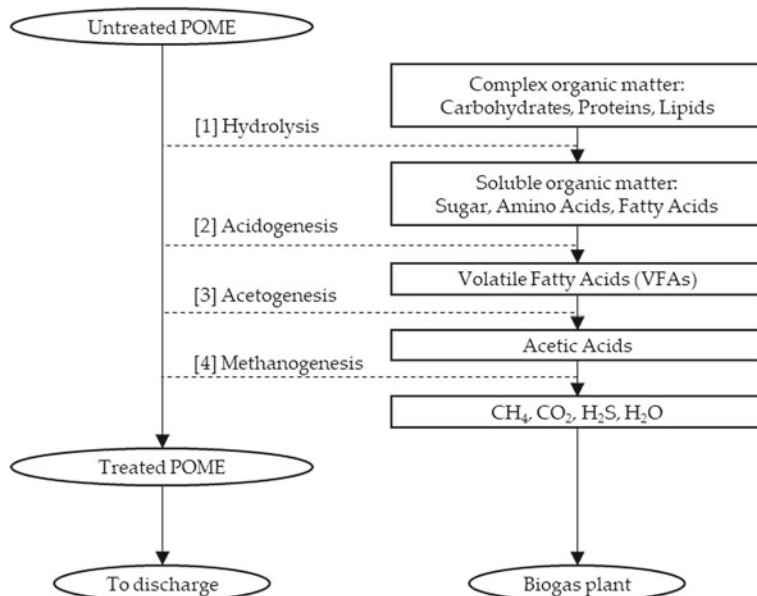 Untreated POME
Complex organic matter:
Carbohydrates, Proteins, Lipids
[1] Hydrolysis
Soluble organic matter:
Sugar, Amino Acids, Fatty Acids
[2] Acidogenesis
Volatile Fatty Acids (VFAs)
[3] Acetogenesis
Acetic Acids
[4] Methanogenesis
CH₄, CO₂, H₂S, H₂O
Treated POME
To discharge
Biogas plant